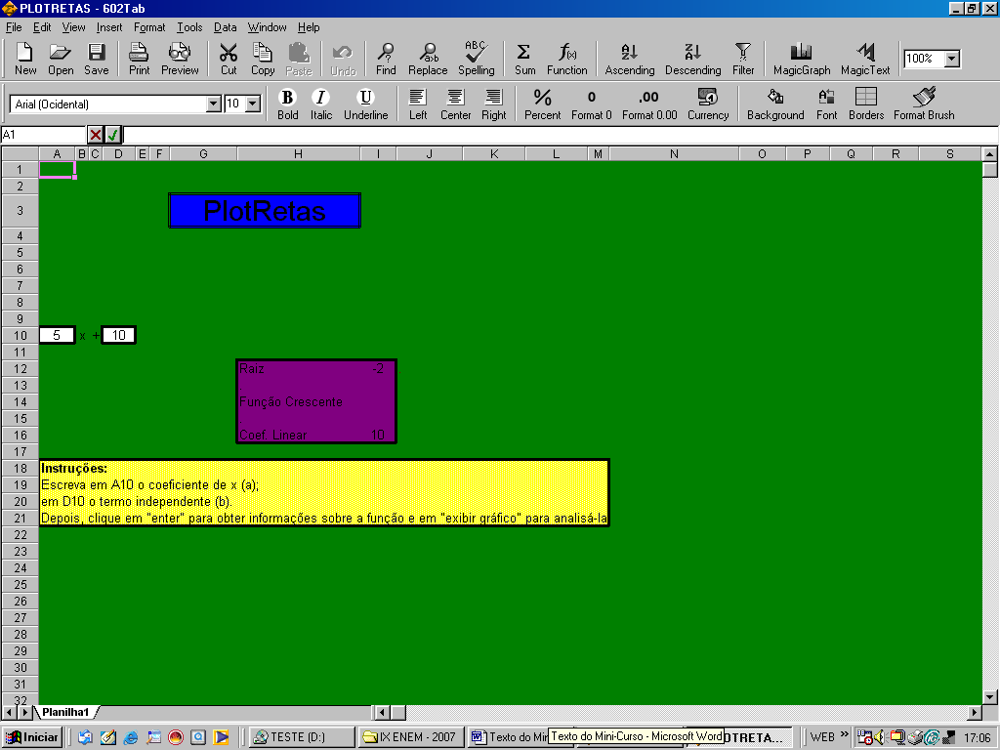 PLOTRETAS - 602Tab
File Edit View Insert Format Tools Data Window Help
New Open Save Print Preview Cut Copy Paste Undo Find Replace Spelling Sum Function Ascending Descending Filter MagicGraph MagicText 100%
Arial (Ocidental) 10 Bold Italic Underline Left Center Right Percent Format 0 Format 0.00 Currency Background Font Borders Format Brush
A1
A B C D E F G H I J K L M N O P Q R S
1
2
3 PlotRetas
4
5
6
7
8
9
10 5 x + 10
11
12 Raiz -2 .
13 .
14 Função Crescente
15 .
16 Coef. Linear 10
17
18 Instruções:
19 Escreva em A10 o coeficiente de x (a);
20 em D10 o termo independente (b).
21 Depois, clique em "enter" para obter informações sobre a função e em "exibir gráfico" para analisá-la
22
23
24
25
26
27
28
29
30
31
32
Planilha1
Iniciar TESTE (D:) IX ENEM - 2007 Texto do Mi Texto do Mini-Curso - Microsoft Word OTRETA... WEB » 17:06